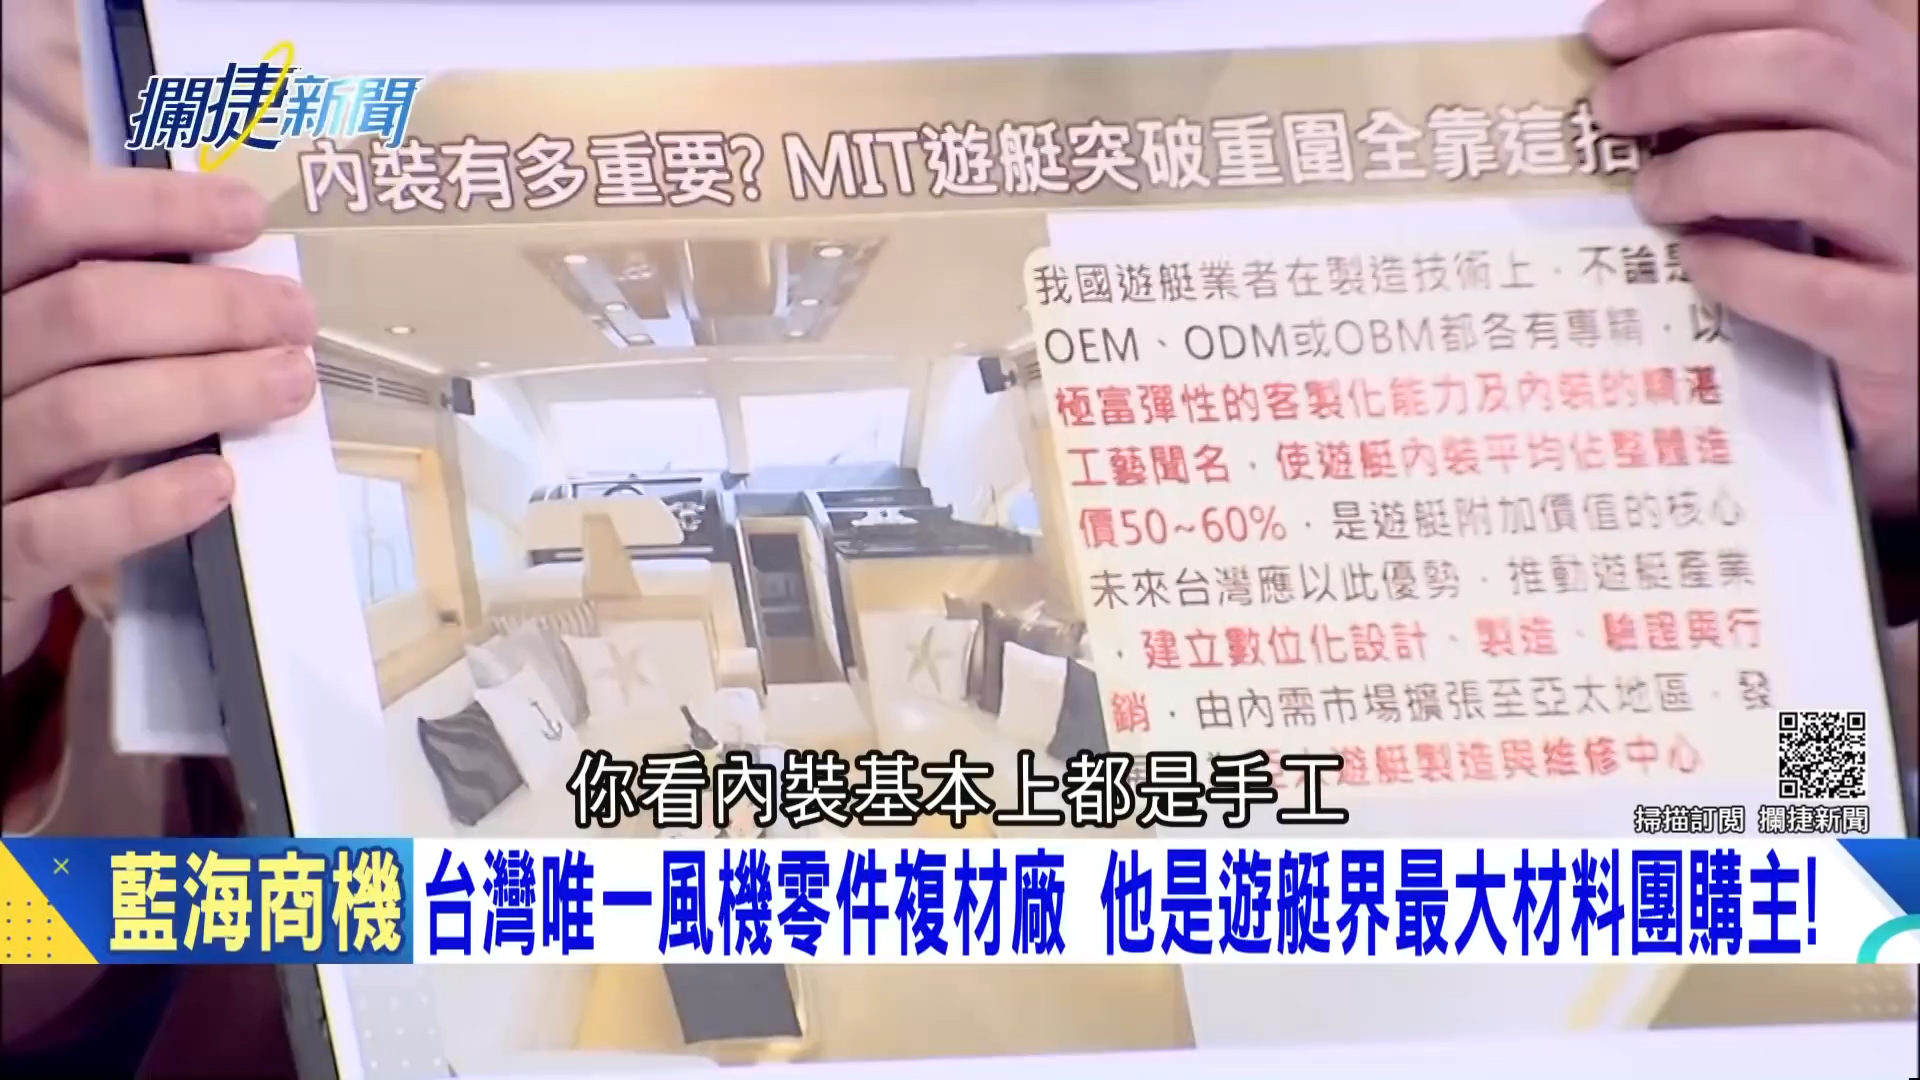 攔捷新聞
內裝有多重要? MIT遊艇突破重圍全靠這招
我國遊艇業者在製造技術上，不論是
OEM、ODM或OBM都各有專精，以
極富彈性的客製化能力及內裝的精湛
工藝聞名，使遊艇內裝平均佔整體造
價50~60%，是遊艇附加價值的核心
未來台灣應以此優勢，推動遊艇產業
，建立數位化設計、製造、驗證與行
銷，由內需市場擴張至亞太地區，發
遊艇製造與維修中心
你看內裝基本上都是手工
掃描訂閱 攔捷新聞
藍海商機
台灣唯一風機零件複材廠 他是遊艇界最大材料團購主!